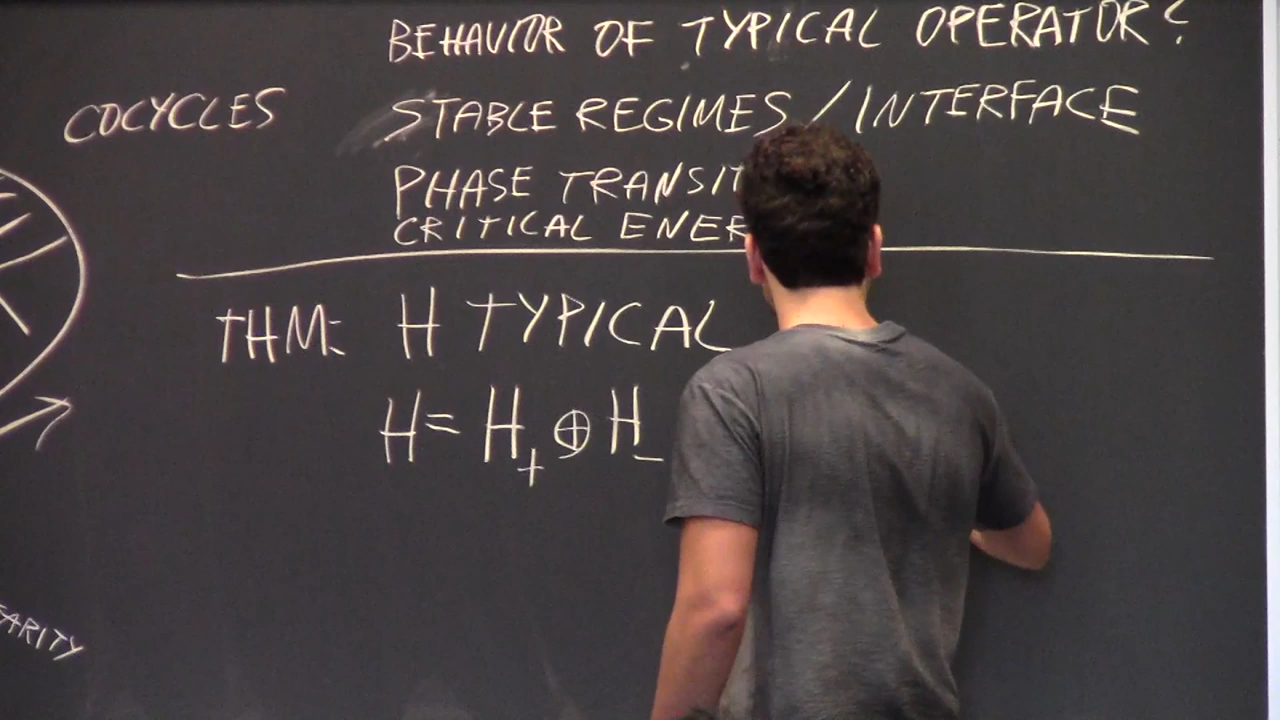 BEHAVIOR OF TYPICAL OPERATOR?
COCYCLES
STABLE REGIMES / INTERFACE
PHASE TRANSIT
CRITICAL ENER
THM: H TYPICAL
H = H₊ ⊕ H₋
ARITY